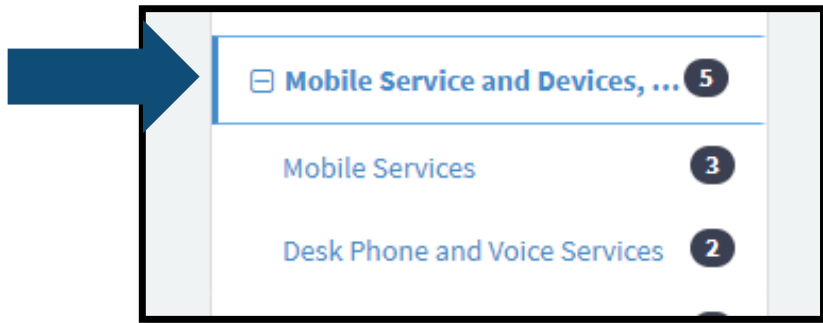 Mobile Service and Devices, ... 5
Mobile Services 3
Desk Phone and Voice Services 2